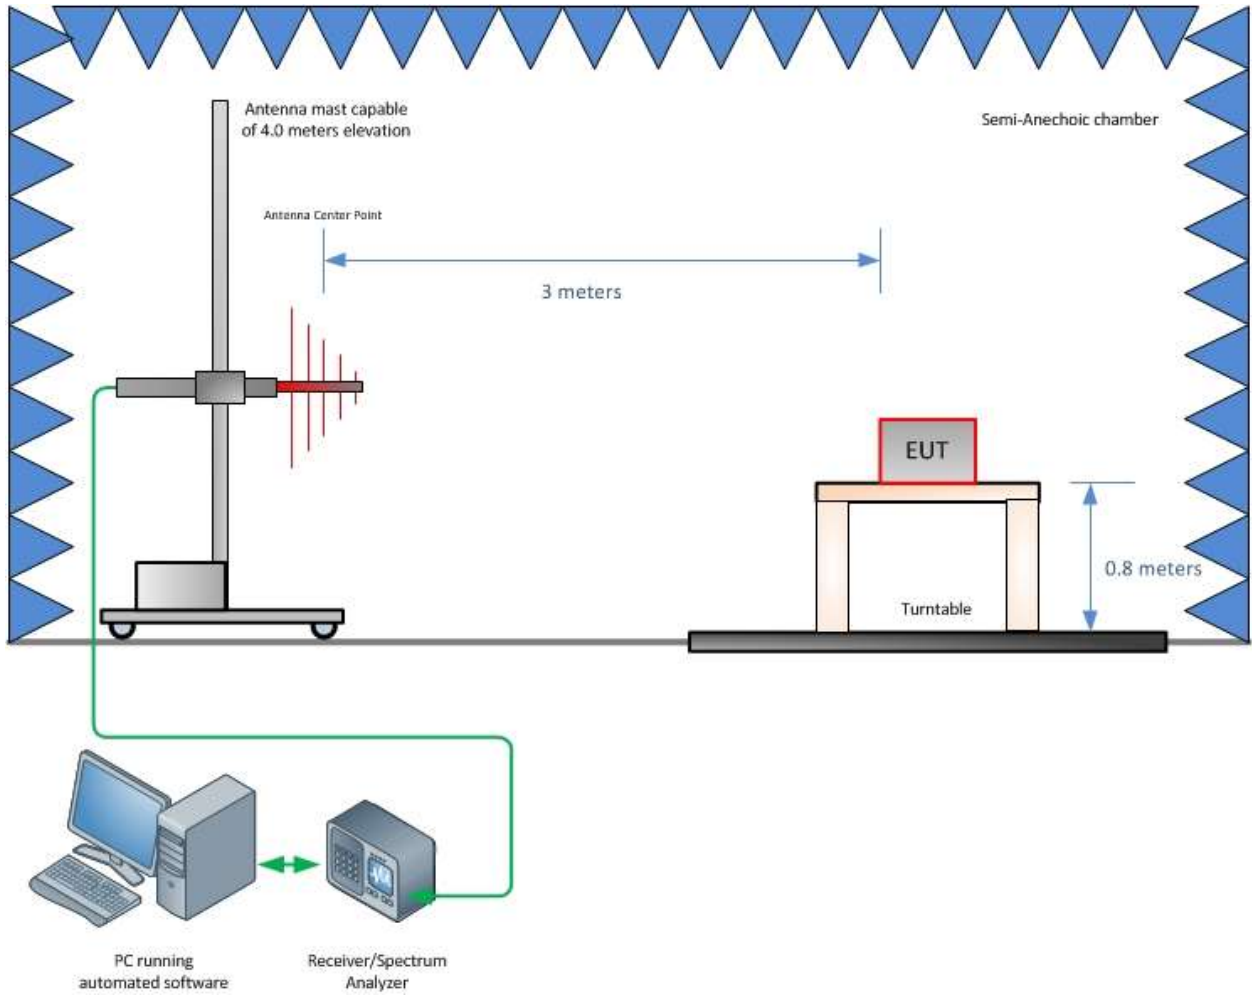 Antenna mast capable
of 4.0 meters elevation
Semi-Anechoic chamber
Antenna Center Point
3 meters
EUT
0.8 meters
Turntable
PC running
automated software
Receiver/Spectrum
Analyzer